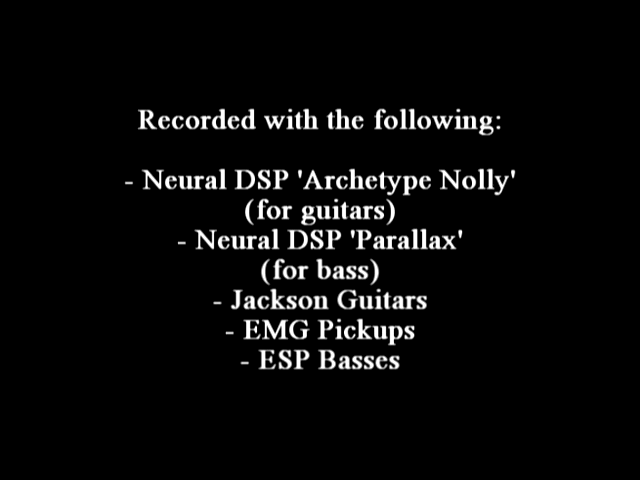 Recorded with the following:
- Neural DSP 'Archetype Nolly'
(for guitars)
- Neural DSP 'Parallax'
(for bass)
- Jackson Guitars
- EMG Pickups
- ESP Basses